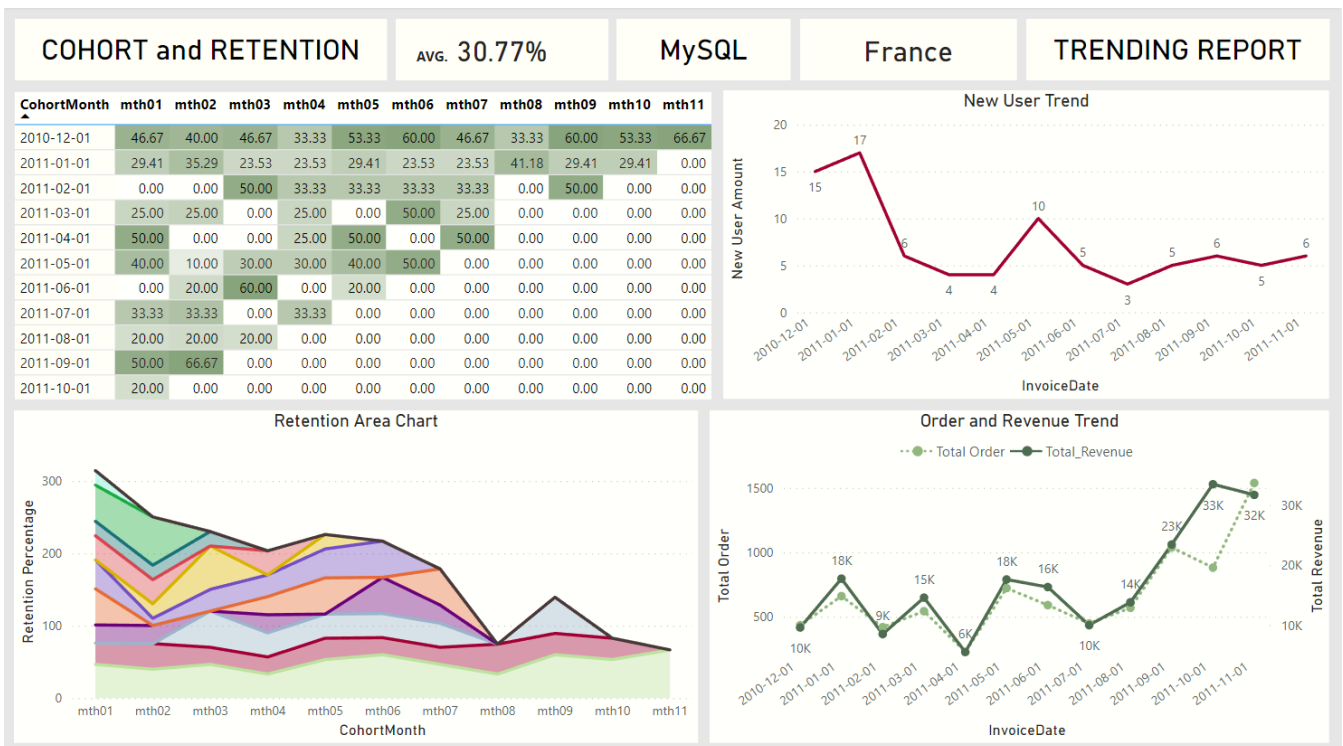 COHORT and RETENTION
AVG. 30.77%
MySQL
France
TRENDING REPORT
CohortMonth mth01 mth02 mth03 mth04 mth05 mth06 mth07 mth08 mth09 mth10 mth11
2010-12-01 46.67 40.00 46.67 33.33 53.33 60.00 46.67 33.33 60.00 53.33 66.67
2011-01-01 29.41 35.29 23.53 23.53 29.41 23.53 23.53 41.18 29.41 29.41 0.00
2011-02-01 0.00 0.00 50.00 33.33 33.33 33.33 33.33 0.00 50.00 0.00 0.00
2011-03-01 25.00 25.00 0.00 25.00 0.00 50.00 25.00 0.00 0.00 0.00 0.00
2011-04-01 50.00 0.00 0.00 25.00 50.00 0.00 50.00 0.00 0.00 0.00 0.00
2011-05-01 40.00 10.00 30.00 30.00 40.00 50.00 0.00 0.00 0.00 0.00 0.00
2011-06-01 0.00 20.00 60.00 0.00 20.00 0.00 0.00 0.00 0.00 0.00 0.00
2011-07-01 33.33 33.33 0.00 33.33 0.00 0.00 0.00 0.00 0.00 0.00 0.00
2011-08-01 20.00 20.00 20.00 0.00 0.00 0.00 0.00 0.00 0.00 0.00 0.00
2011-09-01 50.00 66.67 0.00 0.00 0.00 0.00 0.00 0.00 0.00 0.00 0.00
2011-10-01 20.00 0.00 0.00 0.00 0.00 0.00 0.00 0.00 0.00 0.00 0.00
New User Trend
New User Amount
20
15
10
5
0
15
17
6
4
4
10
5
3
5
6
5
6
2010-12-01
2011-01-01
2011-02-01
2011-03-01
2011-04-01
2011-05-01
2011-06-01
2011-07-01
2011-08-01
2011-09-01
2011-10-01
2011-11-01
InvoiceDate
Retention Area Chart
Retention Percentage
300
200
100
0
mth01 mth02 mth03 mth04 mth05 mth06 mth07 mth08 mth09 mth10 mth11
CohortMonth
Order and Revenue Trend
Total Order Total_Revenue
Total Order
1500
1000
500
10K
18K
9K
15K
6K
18K
16K
10K
14K
23K
33K
32K
30K
20K
10K
Total Revenue
2010-12-01
2011-01-01
2011-02-01
2011-03-01
2011-04-01
2011-05-01
2011-06-01
2011-07-01
2011-08-01
2011-09-01
2011-10-01
2011-11-01
InvoiceDate